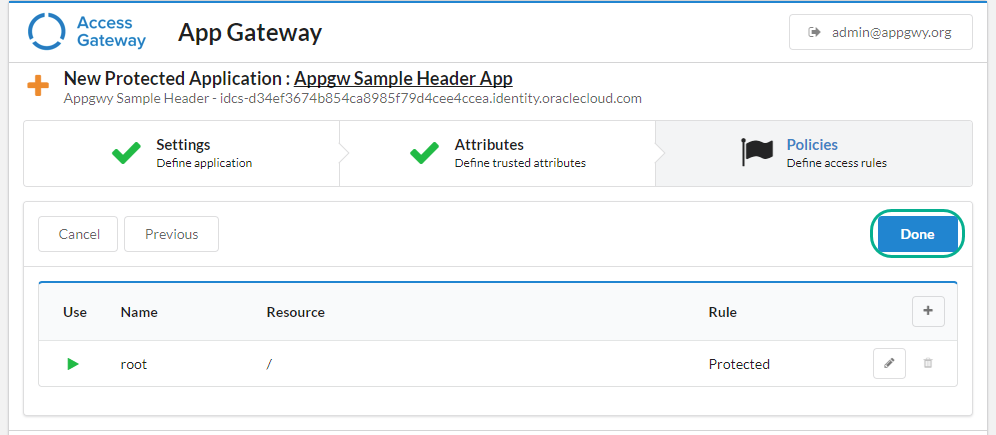 Access
Gateway
App Gateway
admin@appgwy.org
New Protected Application : Appgw Sample Header App
Appgwy Sample Header - idcs-d34ef3674b854ca8985f79d4cee4ccea.identity.oraclecloud.com
Settings
Define application
Attributes
Define trusted attributes
Policies
Define access rules
Cancel
Previous
Done
Use Name Resource Rule
root / Protected